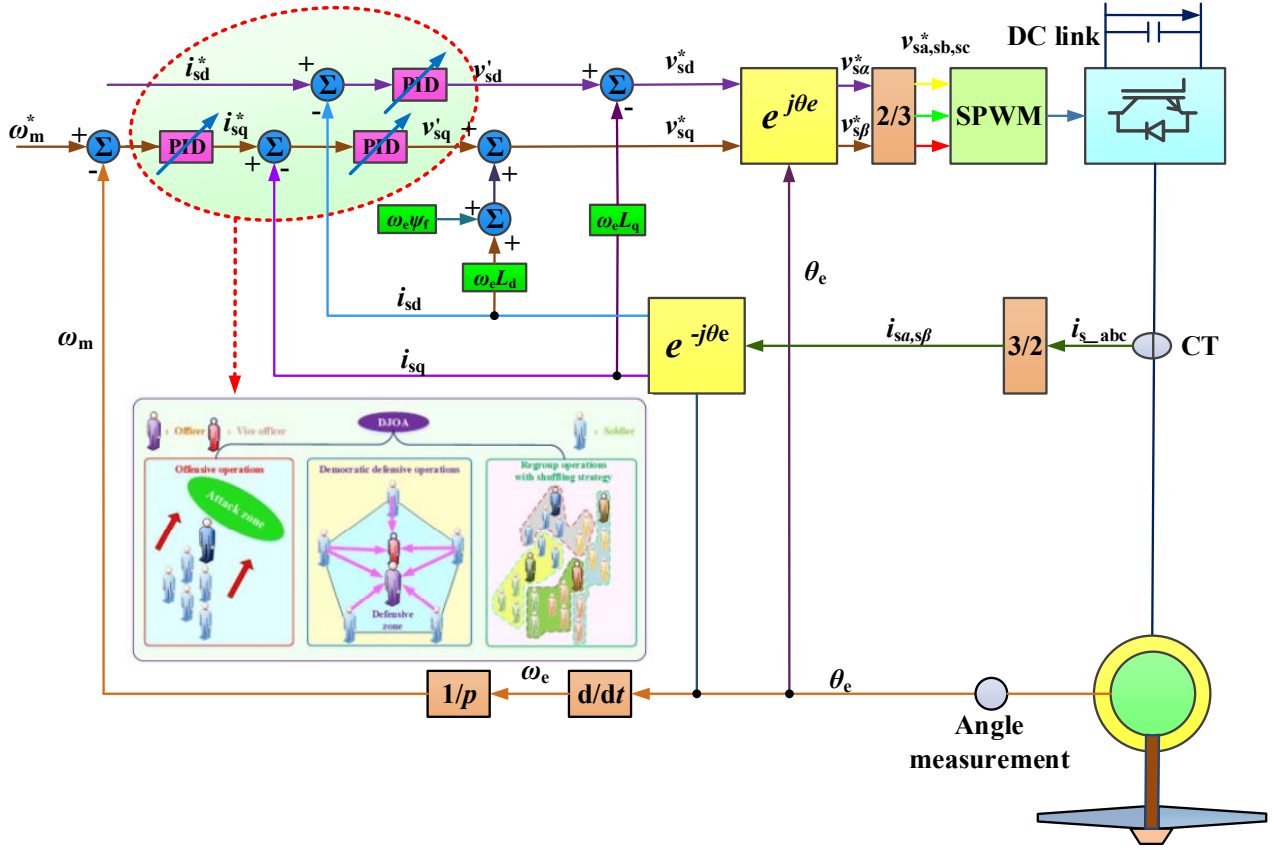 DC link
i*sd
v'sd
v*sd
v*sα
v*sa,sb,sc
Σ
PID
Σ
e jθe
2/3
SPWM
ω*m
Σ
PID
i*sq
Σ
PID
v'sq
Σ
v*sq
v*sβ
ωeψf
Σ
ωeLq
ωeLd
θe
isd
ωm
isq
e -jθe
isα,sβ
3/2
is_abc
CT
DJOA
: Officer
: Vice officer
: Soldier
Offensive operations
Democratic defensive operations
Regroup operations
with shuffling strategy
Attack zone
Defensive
zone
1/p
ωe
d/dt
θe
Angle
measurement